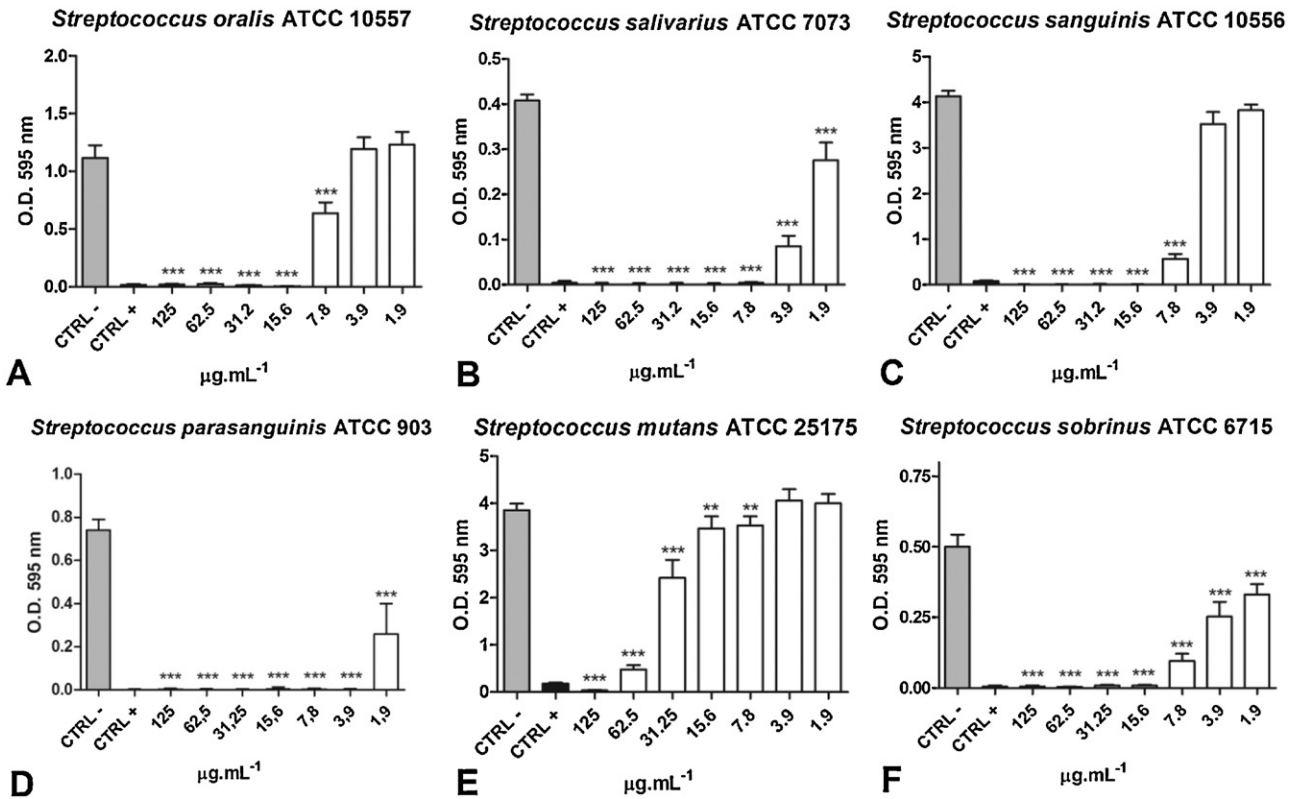 Streptococcus oralis ATCC 10557
2.0
1.5
1.0
0.5
0.0
O.D. 595 nm
*** *** *** *** ***
CTRL - CTRL + 125 62.5 31.2 15.6 7.8 3.9 1.9
µg.mL-1
A
Streptococcus salivarius ATCC 7073
0.5
0.4
0.3
0.2
0.1
0.0
O.D. 595 nm
*** *** *** *** *** *** ***
CTRL - CTRL + 125 62.5 31.2 15.6 7.8 3.9 1.9
µg.mL-1
B
Streptococcus sanguinis ATCC 10556
5
4
3
2
1
0
O.D. 595 nm
*** *** *** *** ***
CTRL - CTRL + 125 62.5 31.2 15.6 7.8 3.9 1.9
µg.mL-1
C
Streptococcus parasanguinis ATCC 903
1.0
0.8
0.6
0.4
0.2
0.0
O.D. 595 nm
*** *** *** *** *** *** ***
CTRL - CTRL + 125 62,5 31,25 15,6 7,8 3,9 1,9
µg.mL-1
D
Streptococcus mutans ATCC 25175
5
4
3
2
1
0
O.D. 595 nm
*** *** *** ** **
CTRL - CTRL + 125 62.5 31.25 15.6 7.8 3.9 1.9
µg.mL-1
E
Streptococcus sobrinus ATCC 6715
0.75
0.50
0.25
0.00
O.D. 595 nm
*** *** *** *** *** *** ***
CTRL - CTRL + 125 62.5 31.25 15.6 7.8 3.9 1.9
µg.mL-1
F